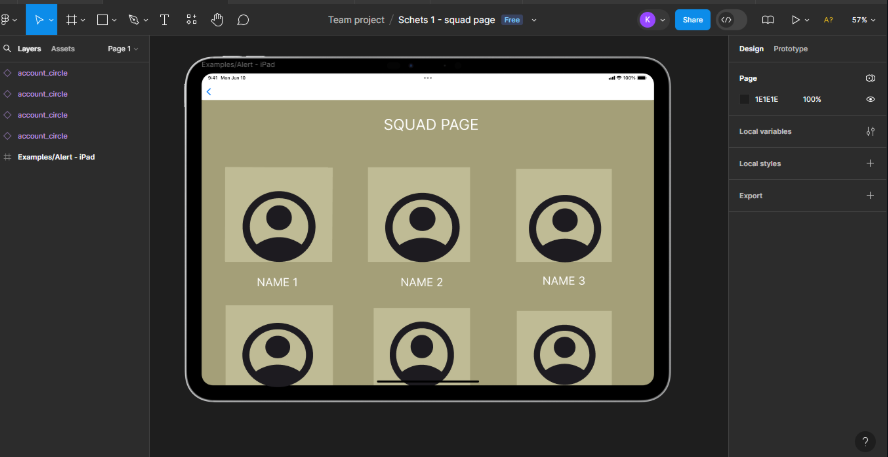 Team project / Schets 1 - squad page Free
K
Share
A?
57%
Layers Assets Page 1
account_circle
account_circle
account_circle
account_circle
Examples/Alert - iPad
Examples/Alert - iPad
9:41 Mon Jun 10
100%
SQUAD PAGE
NAME 1
NAME 2
NAME 3
Design Prototype
Page
1E1E1E 100%
Local variables
Local styles
Export
?